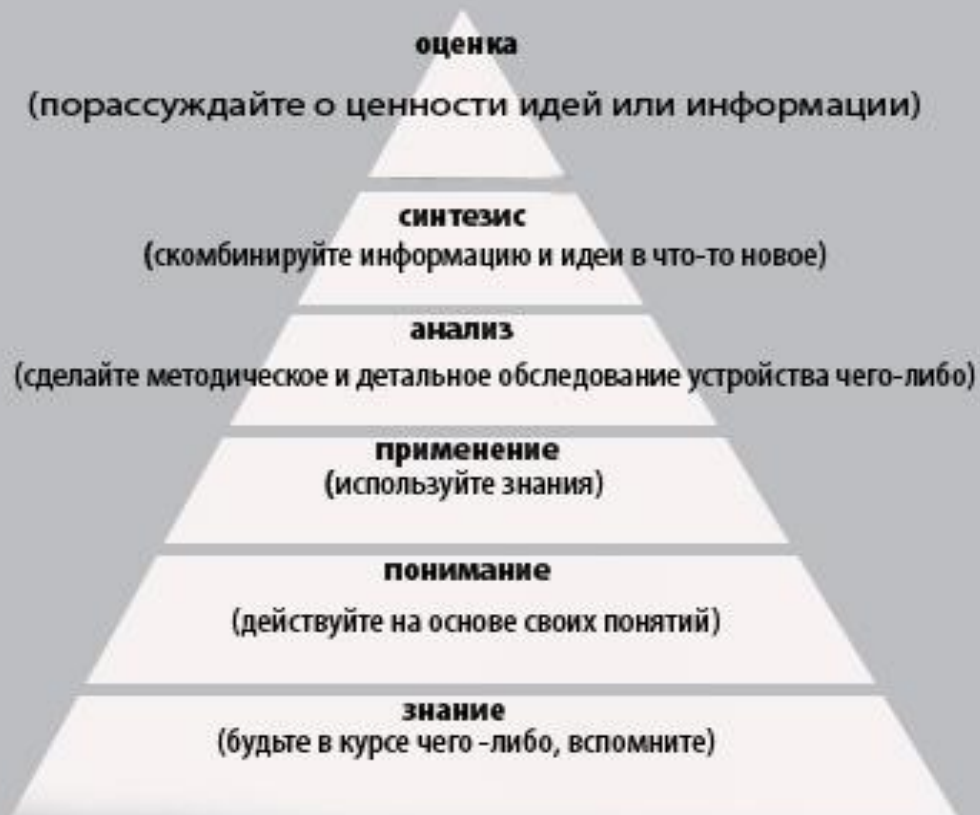 оценка
(порассуждайте о ценности идей или информации)
синтезис
(скомбинируйте информацию и идеи в что-то новое)
анализ
(сделайте методическое и детальное обследование устройства чего-либо)
применение
(используйте знания)
понимание
(действуйте на основе своих понятий)
знание
(будьте в курсе чего -либо, вспомните)